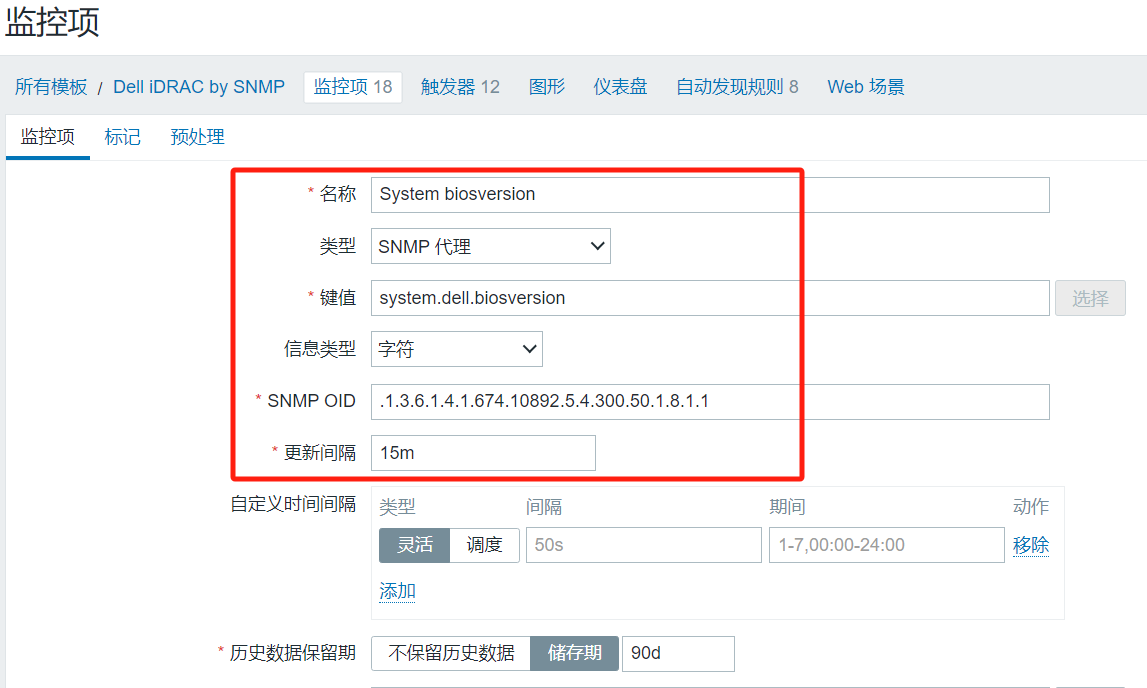 监控项
所有模板 / Dell iDRAC by SNMP 监控项 18 触发器 12 图形 仪表盘 自动发现规则 8 Web 场景
监控项 标记 预处理
* 名称 System biosversion
类型 SNMP 代理
* 键值 system.dell.biosversion 选择
信息类型 字符
* SNMP OID .1.3.6.1.4.1.674.10892.5.4.300.50.1.8.1.1
* 更新间隔 15m
自定义时间间隔 类型 间隔 期间 动作
灵活 调度 50s 1-7,00:00-24:00 移除
添加
* 历史数据保留期 不保留历史数据 储存期 90d